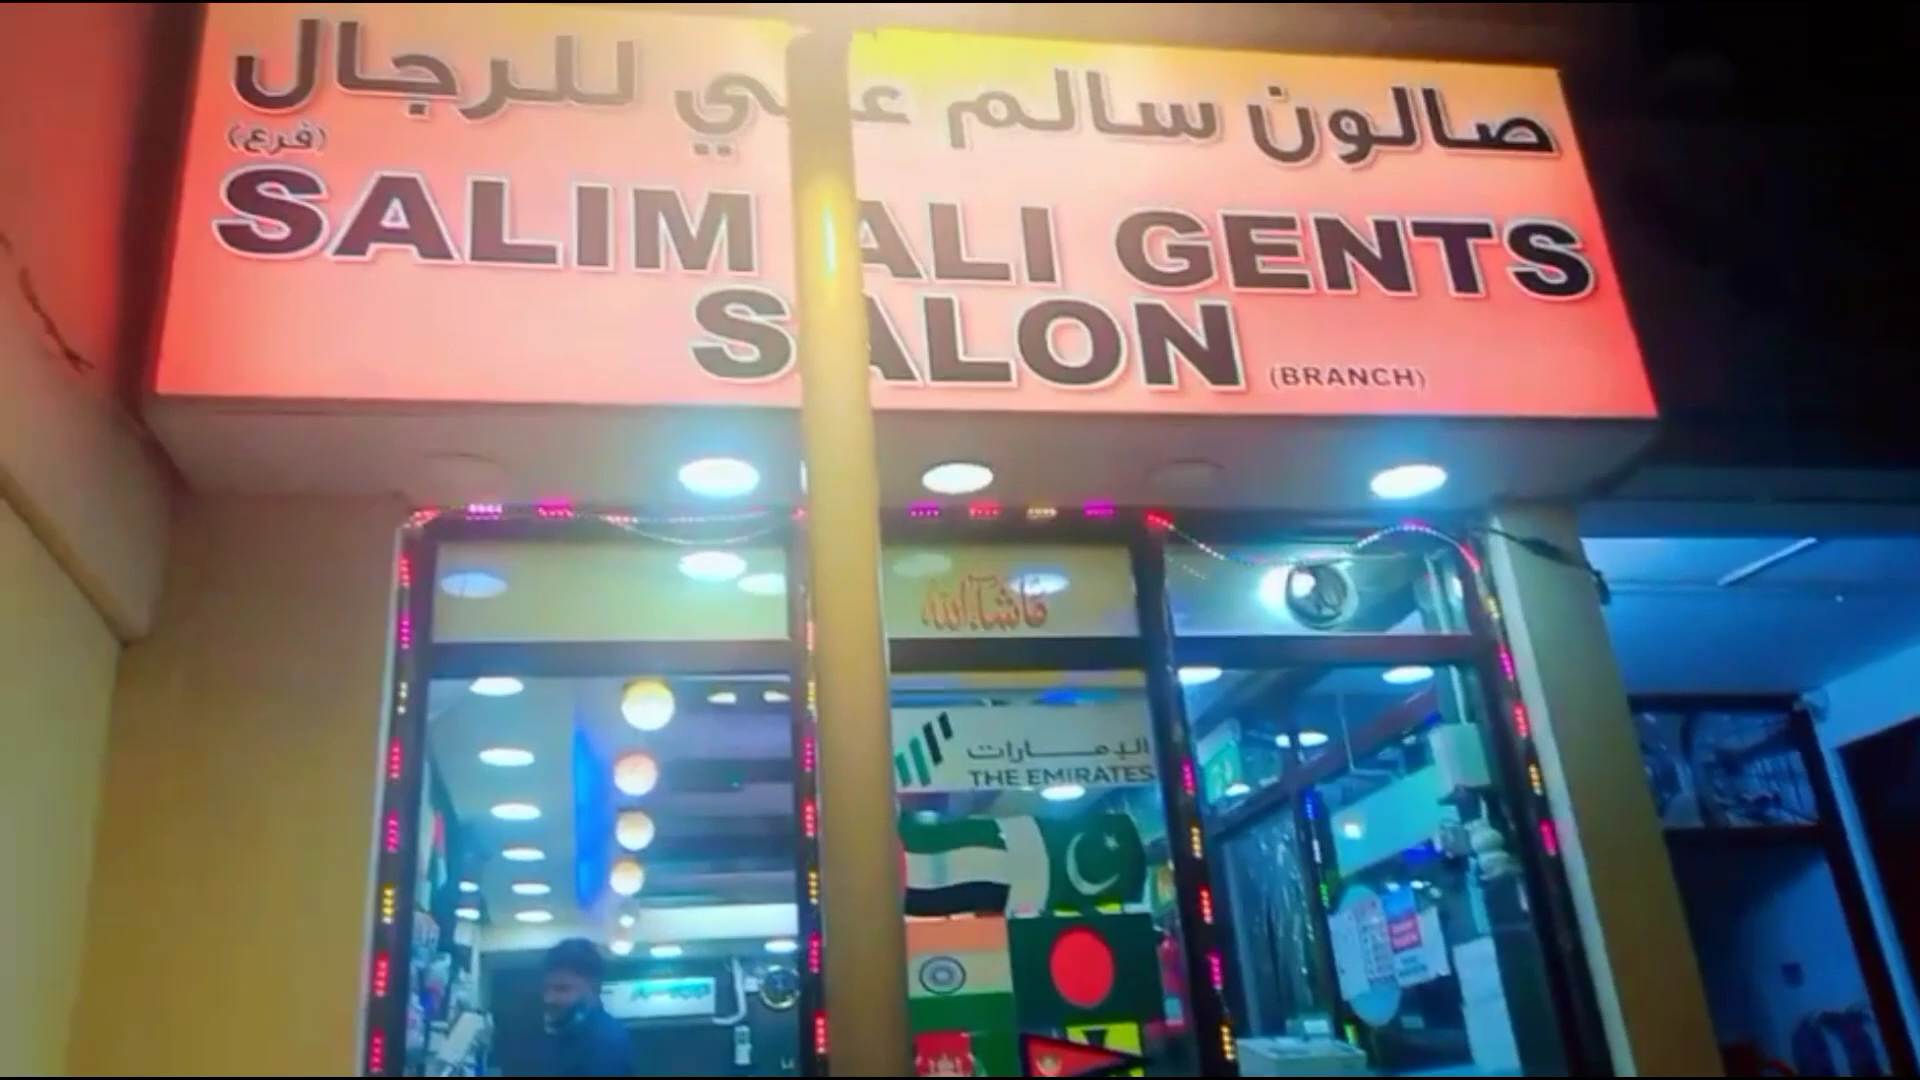 صالون سالم علي للرجال
(فرع)
SALIM ALI GENTS
SALON (BRANCH)
ماشاءالله
الإمارات
THE EMIRATES